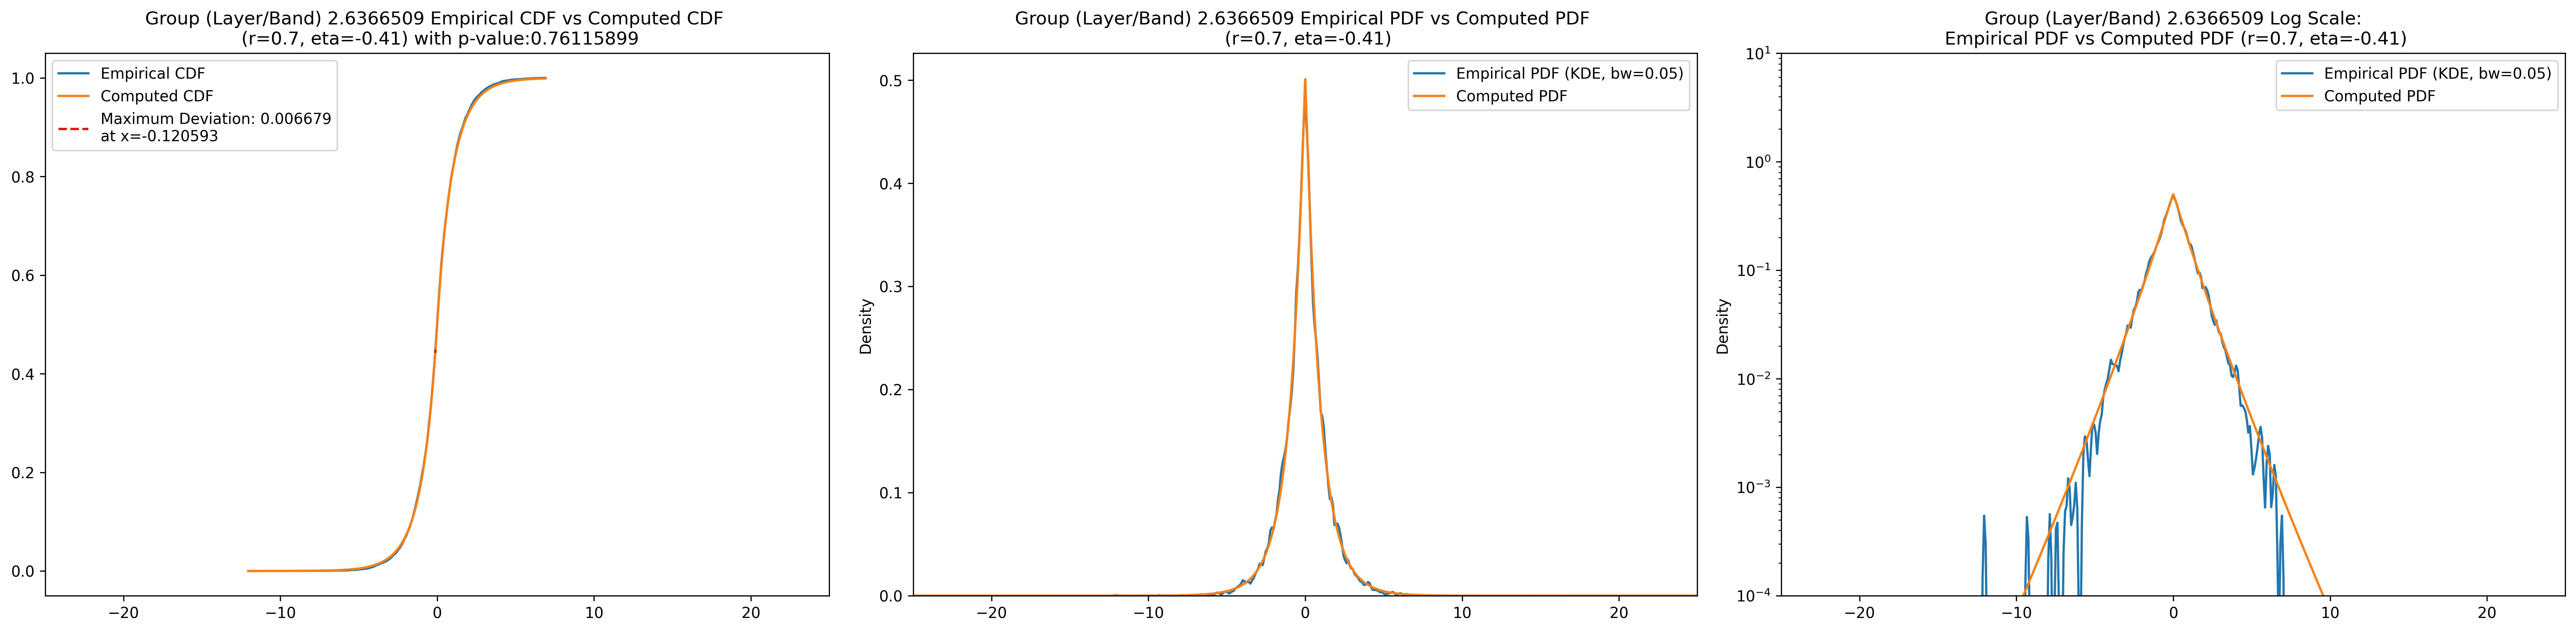 Group (Layer/Band) 2.6366509 Empirical CDF vs Computed CDF
(r=0.7, eta=-0.41) with p-value:0.76115899
Empirical CDF
Computed CDF
Maximum Deviation: 0.006679
at x=-0.120593
1.0
0.8
0.6
0.4
0.2
0.0
−20
−10
0
10
20
Group (Layer/Band) 2.6366509 Empirical PDF vs Computed PDF
(r=0.7, eta=-0.41)
Empirical PDF (KDE, bw=0.05)
Computed PDF
Density
0.5
0.4
0.3
0.2
0.1
0.0
−20
−10
0
10
20
Group (Layer/Band) 2.6366509 Log Scale:
Empirical PDF vs Computed PDF (r=0.7, eta=-0.41)
Empirical PDF (KDE, bw=0.05)
Computed PDF
Density
10¹
10⁰
10⁻¹
10⁻²
10⁻³
10⁻⁴
−20
−10
0
10
20